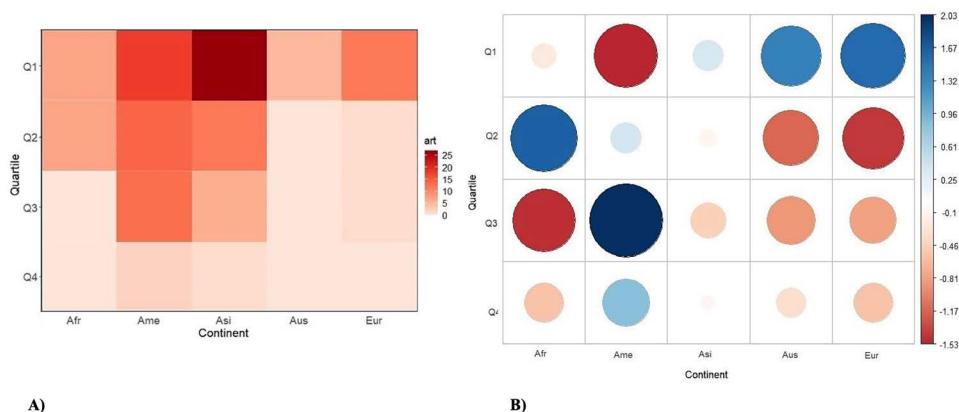 Q1
Q2
Q3
Q4
Quartile
Afr
Ame
Asi
Aus
Eur
Continent
art
25
20
15
10
5
0
A)
Q1
Q2
Q3
Q4
Quartile
Afr
Ame
Asi
Aus
Eur
Continent
2.03
1.67
1.32
0.96
0.61
0.25
-0.1
-0.46
-0.81
-1.17
-1.53
B)